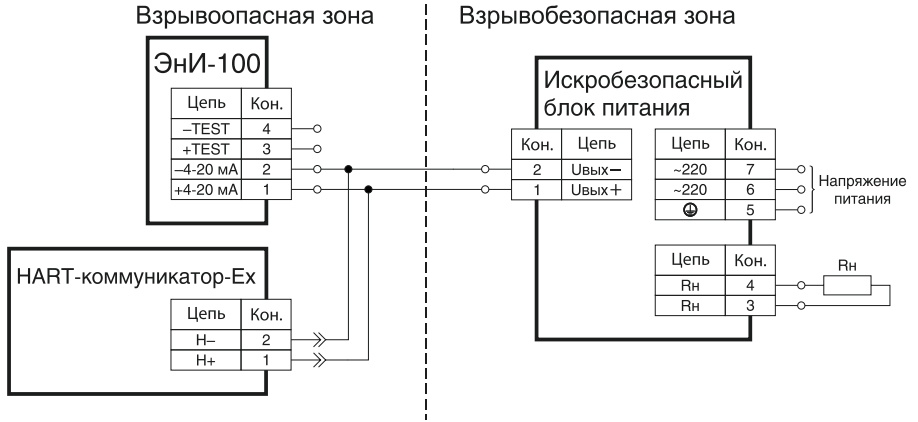 Взрывоопасная зона
Взрывобезопасная зона
ЭнИ-100
Цепь Кон.
–TEST 4
+TEST 3
–4-20 мА 2
+4-20 мА 1
HART-коммуникатор-Ex
Цепь Кон.
H– 2
H+ 1
Искробезопасный
блок питания
Кон. Цепь
2 Uвых–
1 Uвых+
Цепь Кон.
~220 7
~220 6
5
Напряжение
питания
Цепь Кон.
Rн 4
Rн 3
Rн